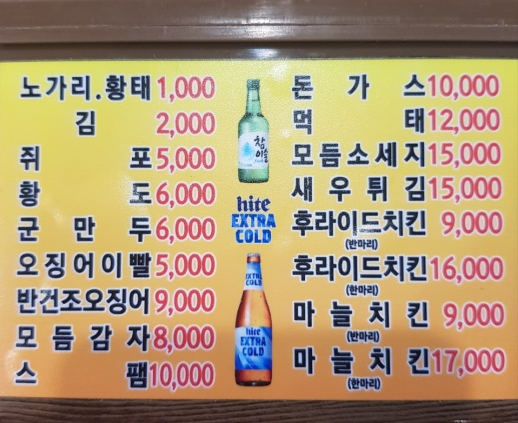 노가리.황태 1,000
김 2,000
쥐포 5,000
황도 6,000
군만두 6,000
오징어이빨 5,000
반건조오징어 9,000
모듬감자 8,000
스팸 10,000
참이슬
hite
EXTRA
COLD
EXTRA
COLD
hite
EXTRA
COLD
돈가스 10,000
먹태 12,000
모듬소세지 15,000
새우튀김 15,000
후라이드치킨 9,000
(반마리)
후라이드치킨 16,000
(한마리)
마늘치킨 9,000
(반마리)
마늘치킨 17,000
(한마리)